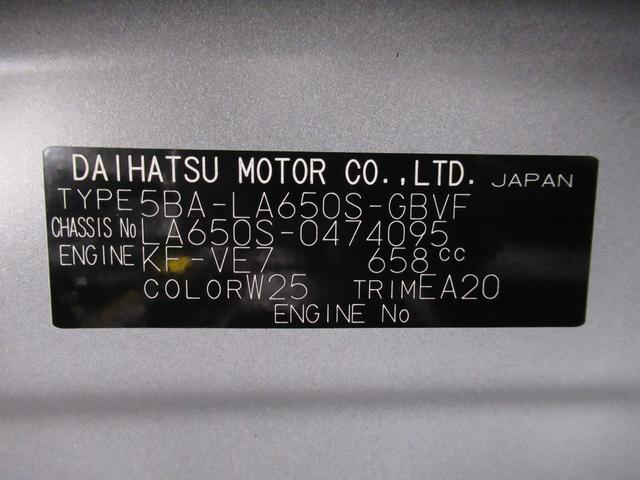 DAIHATSU MOTOR CO.,LTD. JAPAN
TYPE 5BA-LA650S-GBVF
CHASSIS No LA650S-0474095
ENGINE KF-VE7 658cc
COLOR W25 TRIM EA20
ENGINE No